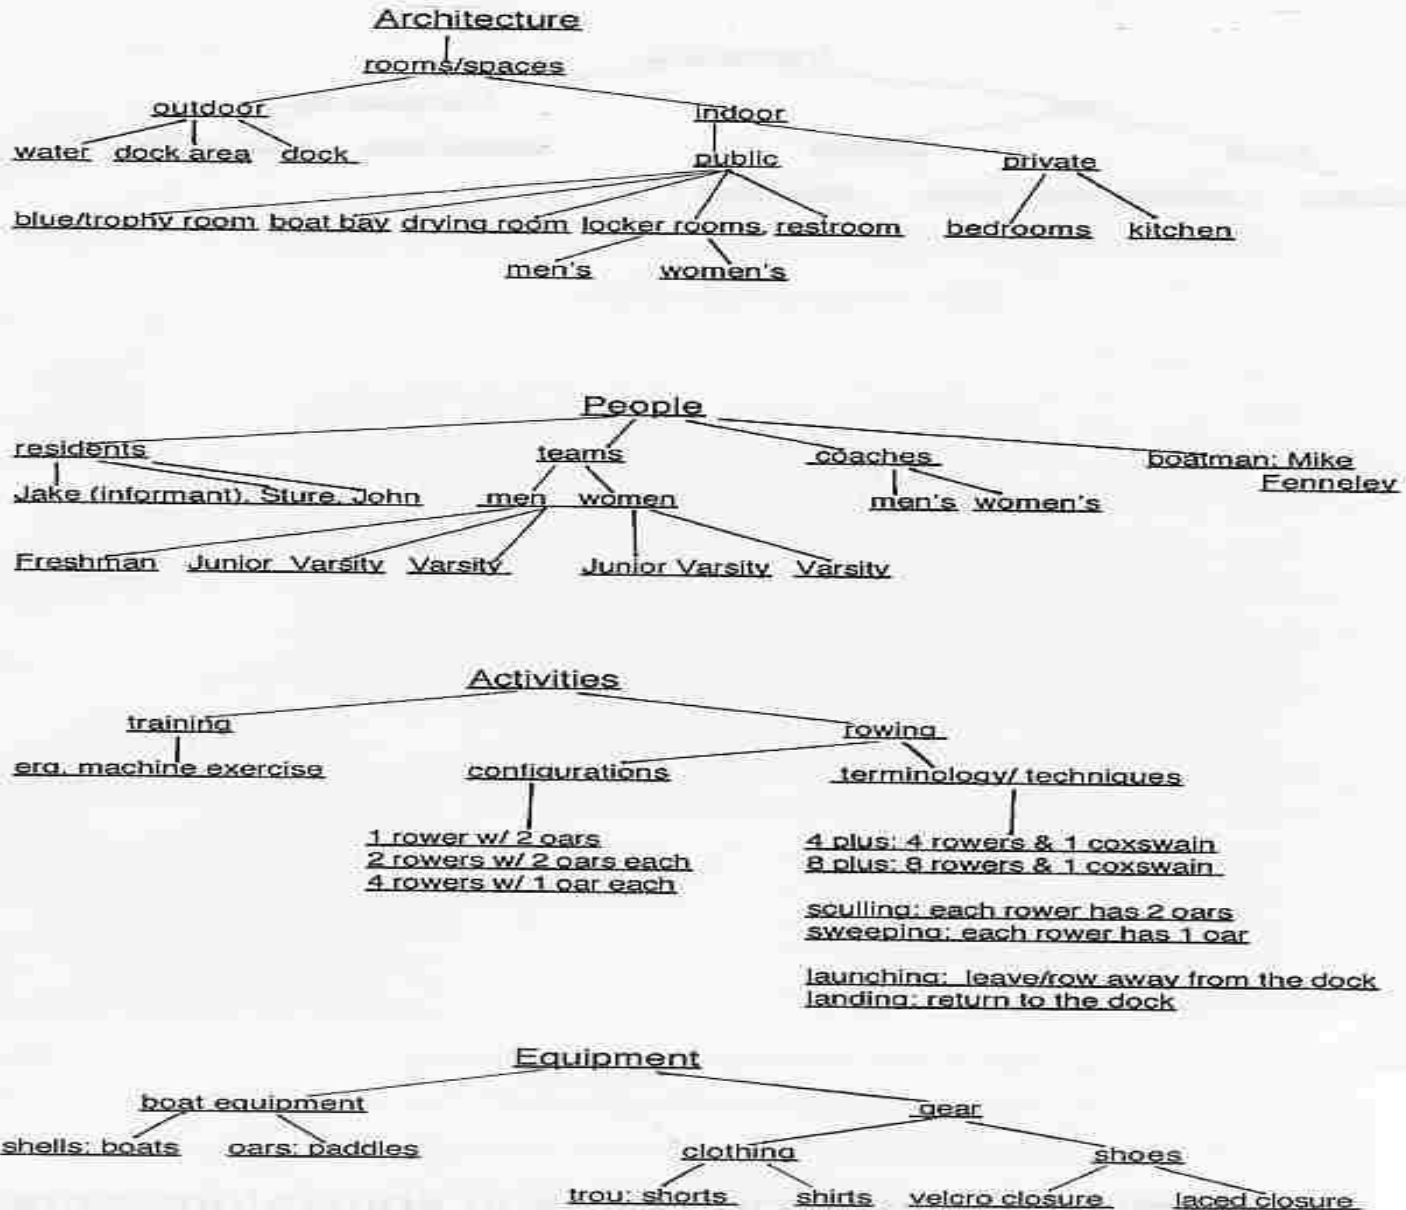 Architecture
rooms/spaces
outdoor indoor
water dock area dock public private
blue/trophy room boat bay drying room locker rooms restroom bedrooms kitchen
men's women's
People
residents teams coaches boatman: Mike
Fenneley
Jake (informant), Sture, John men women men's women's
Freshman Junior Varsity Varsity Junior Varsity Varsity
Activities
training rowing
erg. machine exercise configurations terminology/ techniques
1 rower w/ 2 oars 4 plus: 4 rowers & 1 coxswain
2 rowers w/ 2 oars each 8 plus: 8 rowers & 1 coxswain
4 rowers w/ 1 oar each
sculling: each rower has 2 oars
sweeping: each rower has 1 oar
launching: leave/row away from the dock
landing: return to the dock
Equipment
boat equipment gear
shells: boats oars: paddles clothing shoes
trou: shorts shirts velcro closure laced closure